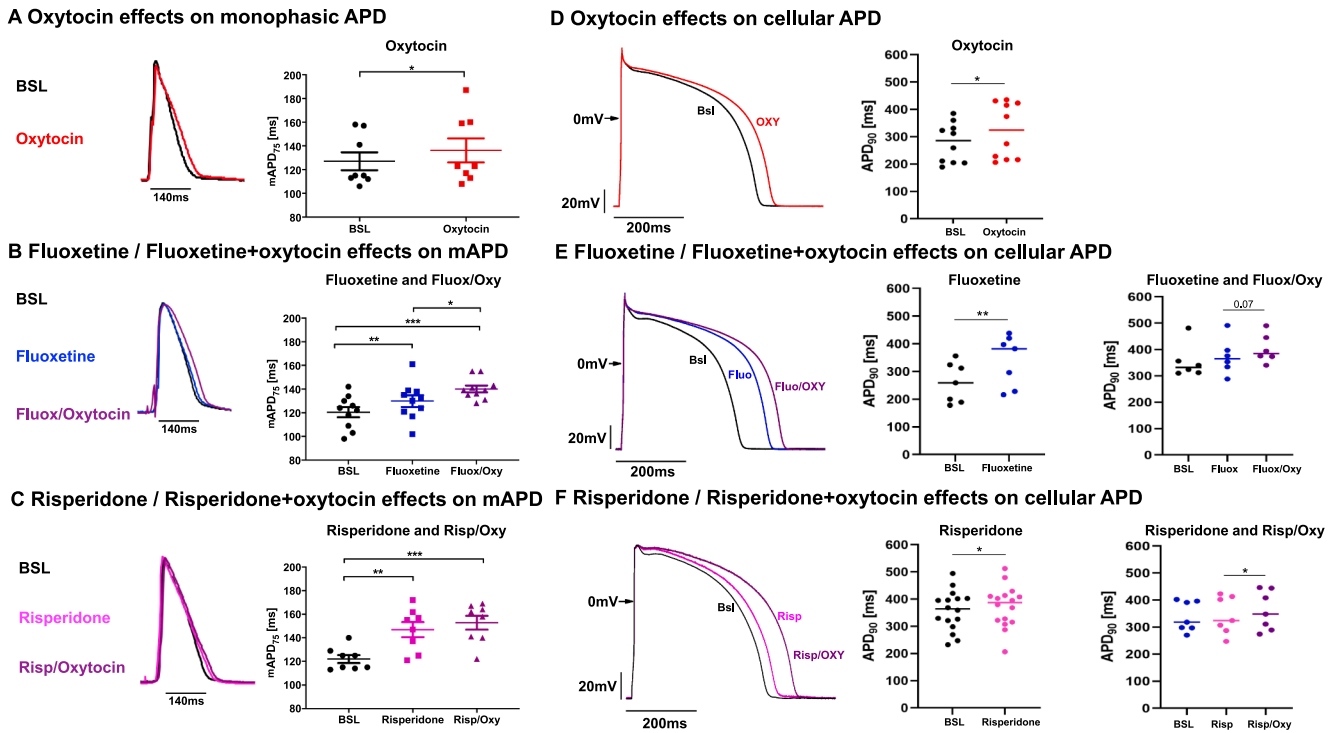 A Oxytocin effects on monophasic APD
BSL
Oxytocin
140ms
Oxytocin
*
mAPD75 [ms]
200
180
160
140
120
100
80
BSL
Oxytocin
D Oxytocin effects on cellular APD
0mV
Bsl
OXY
20mV
200ms
Oxytocin
*
APD90 [ms]
600
500
400
300
200
100
0
BSL
Oxytocin
B Fluoxetine / Fluoxetine+oxytocin effects on mAPD
BSL
Fluoxetine
Fluox/Oxytocin
140ms
Fluoxetine and Fluox/Oxy
*
***
**
mAPD75 [ms]
200
180
160
140
120
100
80
BSL
Fluoxetine
Fluox/Oxy
E Fluoxetine / Fluoxetine+oxytocin effects on cellular APD
0mV
Bsl
Fluo
Fluo/OXY
20mV
200ms
Fluoxetine
**
APD90 [ms]
600
500
400
300
200
100
0
BSL
Fluoxetine
Fluoxetine and Fluox/Oxy
0.07
APD90 [ms]
600
500
400
300
200
100
0
BSL
Fluox
Fluox/Oxy
C Risperidone / Risperidone+oxytocin effects on mAPD
BSL
Risperidone
Risp/Oxytocin
140ms
Risperidone and Risp/Oxy
***
**
mAPD75 [ms]
200
180
160
140
120
100
80
BSL
Risperidone
Risp/Oxy
F Risperidone / Risperidone+oxytocin effects on cellular APD
0mV
Bsl
Risp
Risp/OXY
20mV
200ms
Risperidone
*
APD90 [ms]
600
500
400
300
200
100
0
BSL
Risperidone
Risperidone and Risp/Oxy
*
APD90 [ms]
600
500
400
300
200
100
0
BSL
Risp
Risp/Oxy